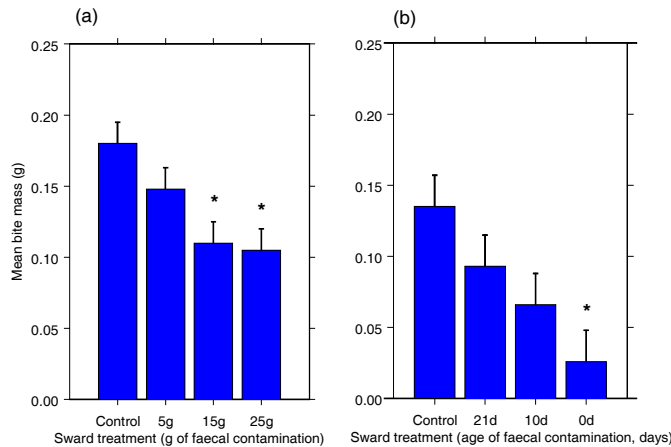 (a)
(b)
Mean bite mass (g)
0.25
0.20
0.15
0.10
0.05
0.00
* *
Control 5g 15g 25g
Sward treatment (g of faecal contamination)
0.25
0.20
0.15
0.10
0.05
0.00
*
Control 21d 10d 0d
Sward treatment (age of faecal contamination, days)